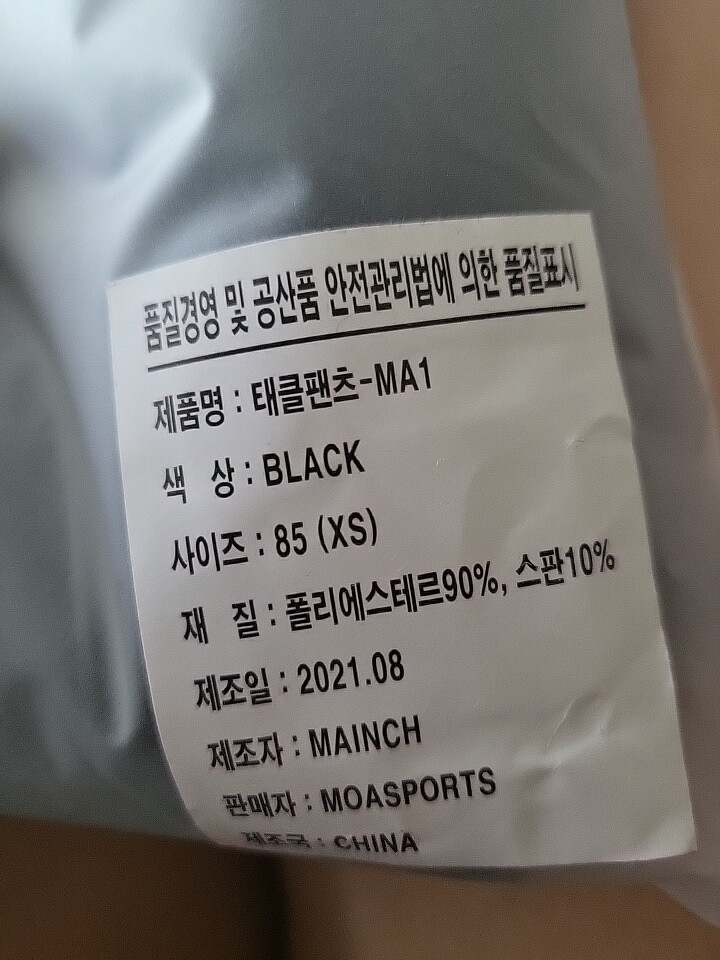 품질경영 및 공산품 안전관리법에 의한 품질표시
제품명 : 태클팬츠-MA1
색 상 : BLACK
사이즈 : 85 (XS)
재 질 : 폴리에스테르90%, 스판10%
제조일 : 2021.08
제조자 : MAINCH
판매자 : MOASPORTS
제조국 : CHINA